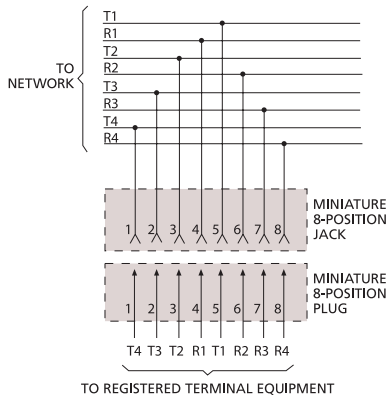 T1
R1
T2
TO
NETWORK
R2
T3
R3
T4
R4
1 2 3 4 5 6 7 8
MINIATURE
8-POSITION
JACK
1 2 3 4 5 6 7 8
MINIATURE
8-POSITION
PLUG
T4 T3 T2 R1 T1 R2 R3 R4
TO REGISTERED TERMINAL EQUIPMENT